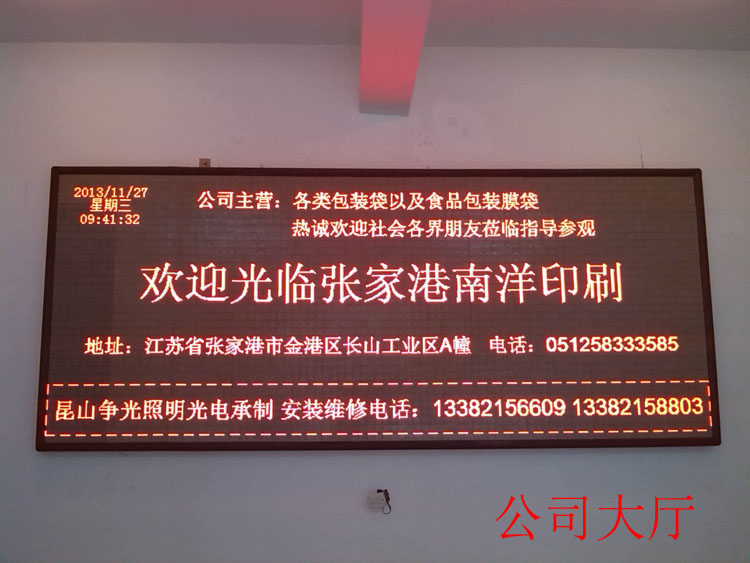 2013/11/27
星期三
09:41:32
公司主营：各类包装袋以及食品包装膜袋
热诚欢迎社会各界朋友莅临指导参观
欢迎光临张家港南洋印刷
地址：江苏省张家港市金港区长山工业区A幢 电话：051258333585
昆山争光照明光电承制 安装维修电话：13382156609 13382158803
公司大厅